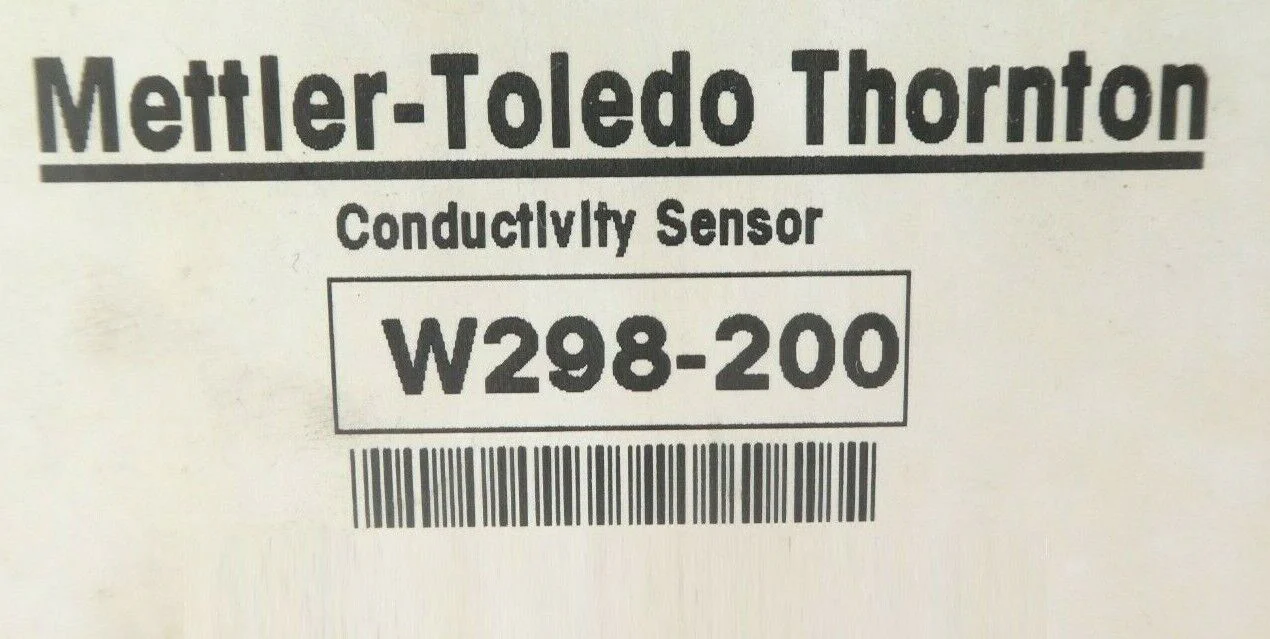 Mettler-Toledo Thornton
Conductivity Sensor
W298-200